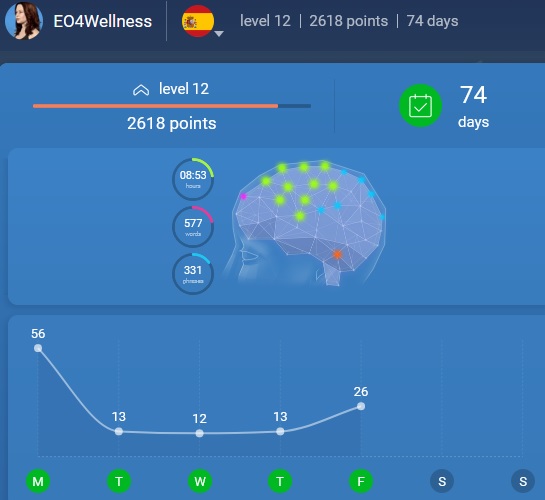 EO4Wellness level 12 | 2618 points | 74 days
level 12
2618 points
74
days
08:53
hours
577
words
331
phrases
56
13
12
13
26
M T W T F S S